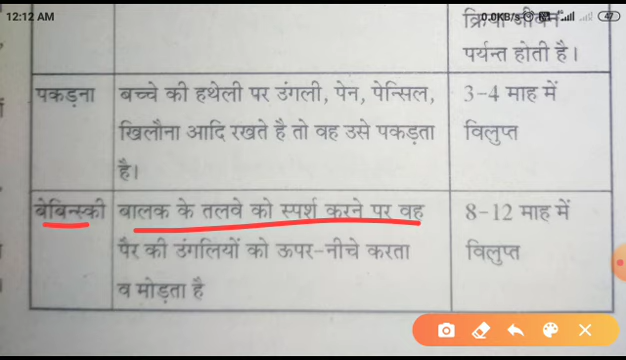 12:12 AM
0.0KB/s
47
क्रिया जीवन
पर्यन्त होती है।
पकड़ना
बच्चे की हथेली पर उंगली, पेन, पेन्सिल,
3-4 माह में
खिलौना आदि रखते है तो वह उसे पकड़ता
विलुप्त
है।
बेबिन्स्की
बालक के तलवे को स्पर्श करने पर वह
8-12 माह में
पैर की उंगलियों को ऊपर-नीचे करता
विलुप्त
व मोड़ता है